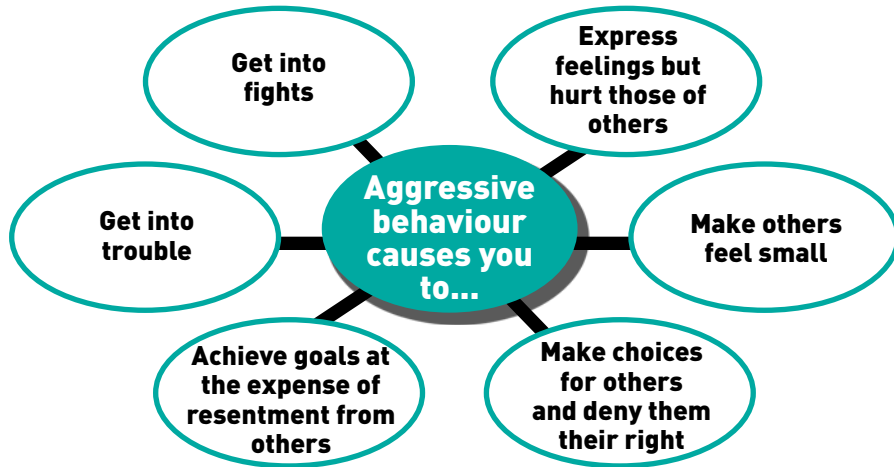 Get into
fights
Express
feelings but
hurt those of
others
Aggressive
behaviour
causes you
to...
Get into
trouble
Make others
feel small
Achieve goals at
the expense of
resentment from
others
Make choices
for others
and deny them
their right